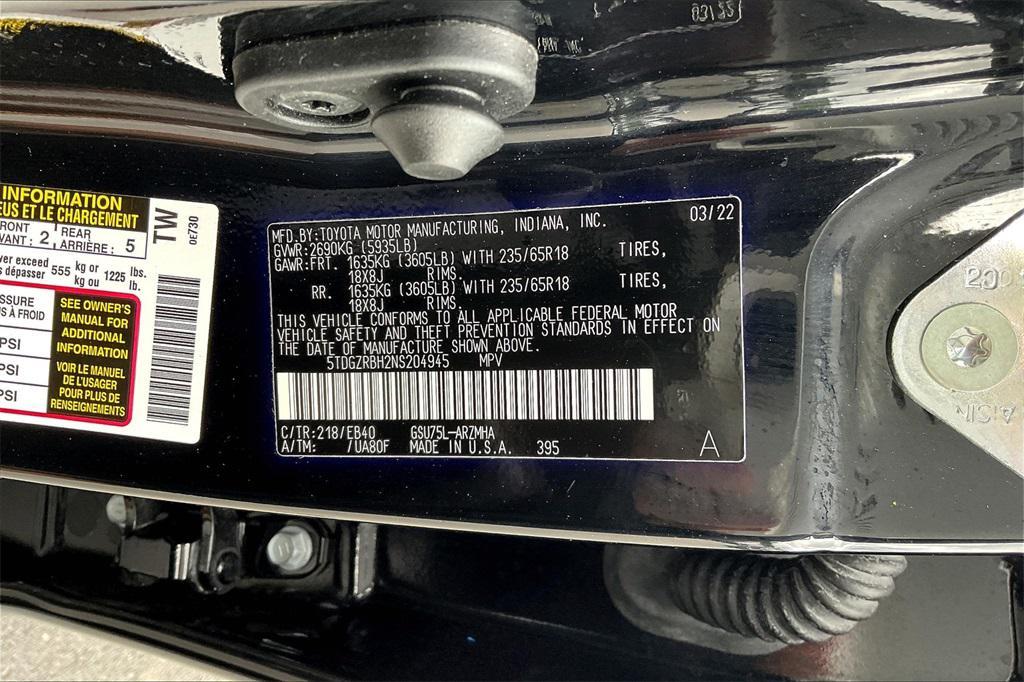 03155
INFORMATION
EUS ET LE CHARGEMENT
FRONT
AVANT: 2
REAR
ARRIÈRE: 5
TW
0E730
ver exceed
s dépasser 555 kg or
kg ou 1225 lbs.
lb.
SSURE
S À FROID
PSI
PSI
PSI
SEE OWNER'S
MANUAL FOR
ADDITIONAL
INFORMATION
VOIR LE MANUEL
DE L'USAGER
POUR PLUS DE
RENSEIGNEMENTS
MFD.BY:TOYOTA MOTOR MANUFACTURING, INDIANA, INC. 03/22
GVWR:2690KG (5935LB)
GAWR:FRT. 1635KG (3605LB) WITH 235/65R18 TIRES,
18X8J RIMS.
RR. 1635KG (3605LB) WITH 235/65R18 TIRES,
18X8J RIMS.
THIS VEHICLE CONFORMS TO ALL APPLICABLE FEDERAL MOTOR
VEHICLE SAFETY AND THEFT PREVENTION STANDARDS IN EFFECT ON
THE DATE OF MANUFACTURE SHOWN ABOVE.
5TDGZRBH2NS204945 MPV
C/TR:218/EB40 GSU75L-ARZMHA
A/TM: /UA80F MADE IN U.S.A. 395 A
AISIN